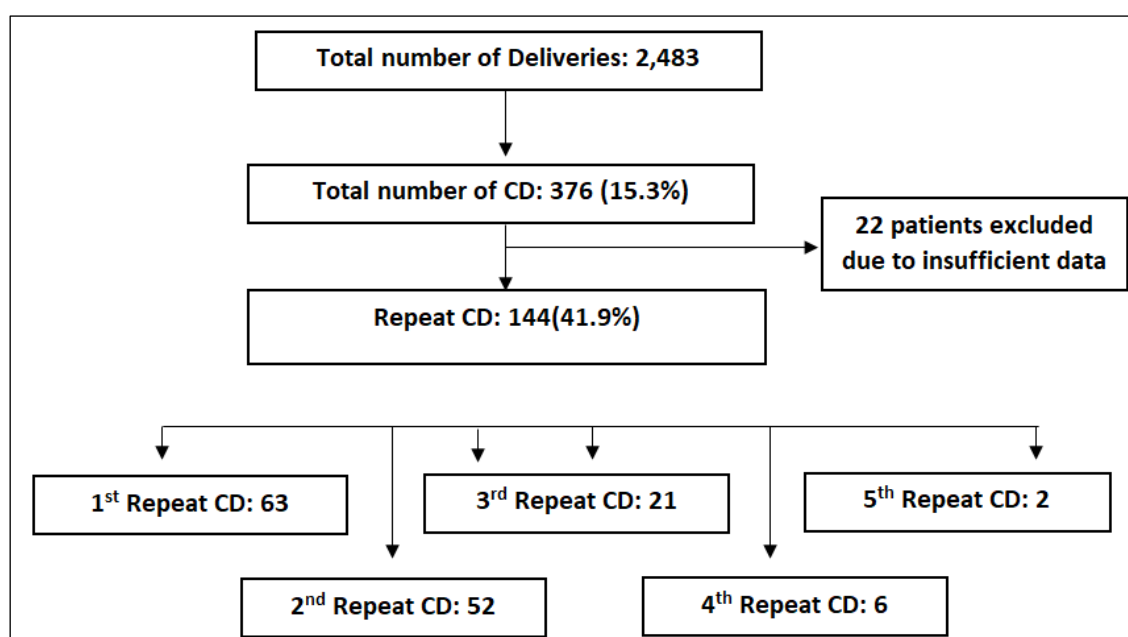 Total number of Deliveries: 2,483
Total number of CD: 376 (15.3%)
22 patients excluded
due to insufficient data
Repeat CD: 144(41.9%)
1st Repeat CD: 63
3rd Repeat CD: 21
5th Repeat CD: 2
2nd Repeat CD: 52
4th Repeat CD: 6